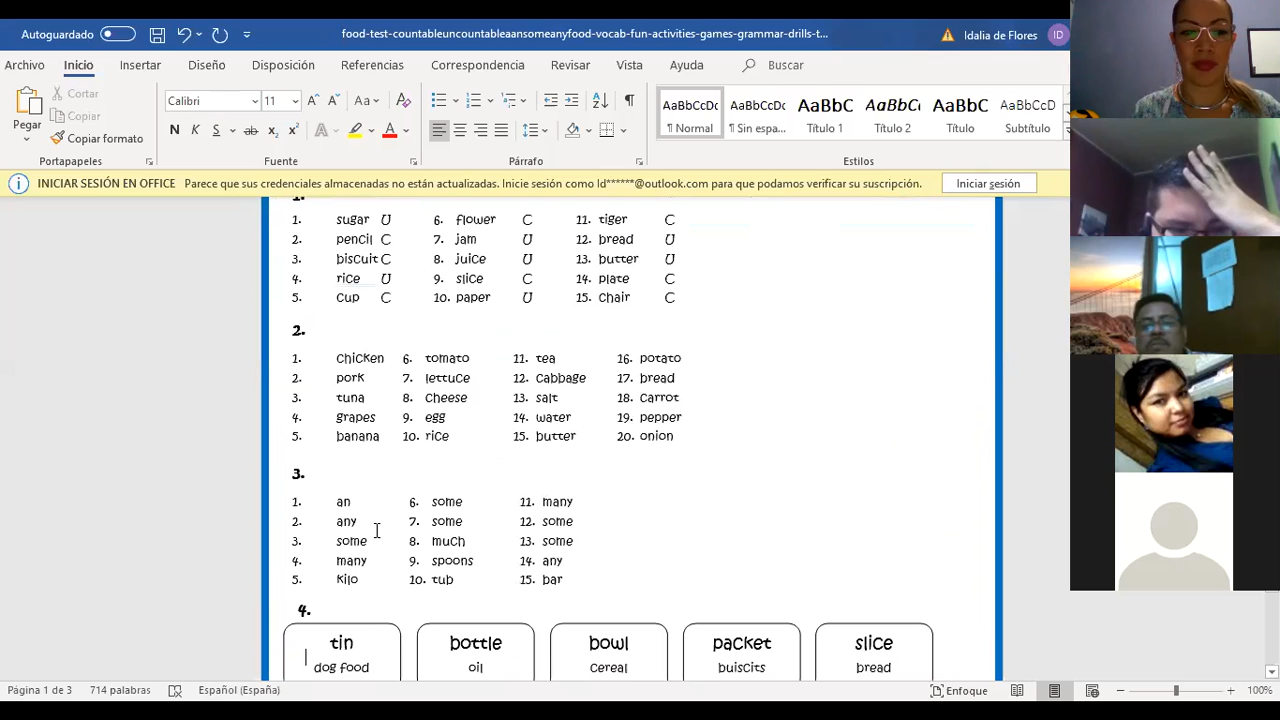 Autoguardado
food-test-countableuncountableaansomeanyfood-vocab-fun-activities-games-grammar-drills-t...
Idalia de Flores ID
Archivo Inicio Insertar Diseño Disposición Referencias Correspondencia Revisar Vista Ayuda Buscar
Pegar
Cortar
Copiar
Copiar formato
Calibri 11
N K S ab x₂ x²
AaBbCcDc AaBbCcDc AaBbC AaBbCc AaBbC AaBbCcD
Normal Sin espa... Título 1 Título 2 Título Subtítulo
Portapapeles Fuente Párrafo Estilos
INICIAR SESIÓN EN OFFICE Parece que sus credenciales almacenadas no están actualizadas. Inicie sesión como Id******@outlook.com para que podamos verificar su suscripción. Iniciar sesión
1. sugar U 6. flower C 11. tiger C
2. pencil C 7. jam U 12. bread U
3. biscuit C 8. juice U 13. butter U
4. rice U 9. slice C 14. plate C
5. Cup C 10. paper U 15. Chair C
2.
1. Chicken 6. tomato 11. tea 16. potato
2. pork 7. lettuce 12. Cabbage 17. bread
3. tuna 8. Cheese 13. salt 18. Carrot
4. grapes 9. egg 14. water 19. pepper
5. banana 10. rice 15. butter 20. onion
3.
1. an 6. some 11. many
2. any 7. some 12. some
3. some 8. much 13. some
4. many 9. spoons 14. any
5. kilo 10. tub 15. bar
4.
tin bottle bowl packet slice
dog food oil Cereal buiscits bread
Página 1 de 3 714 palabras Español (España) Enfoque 100%